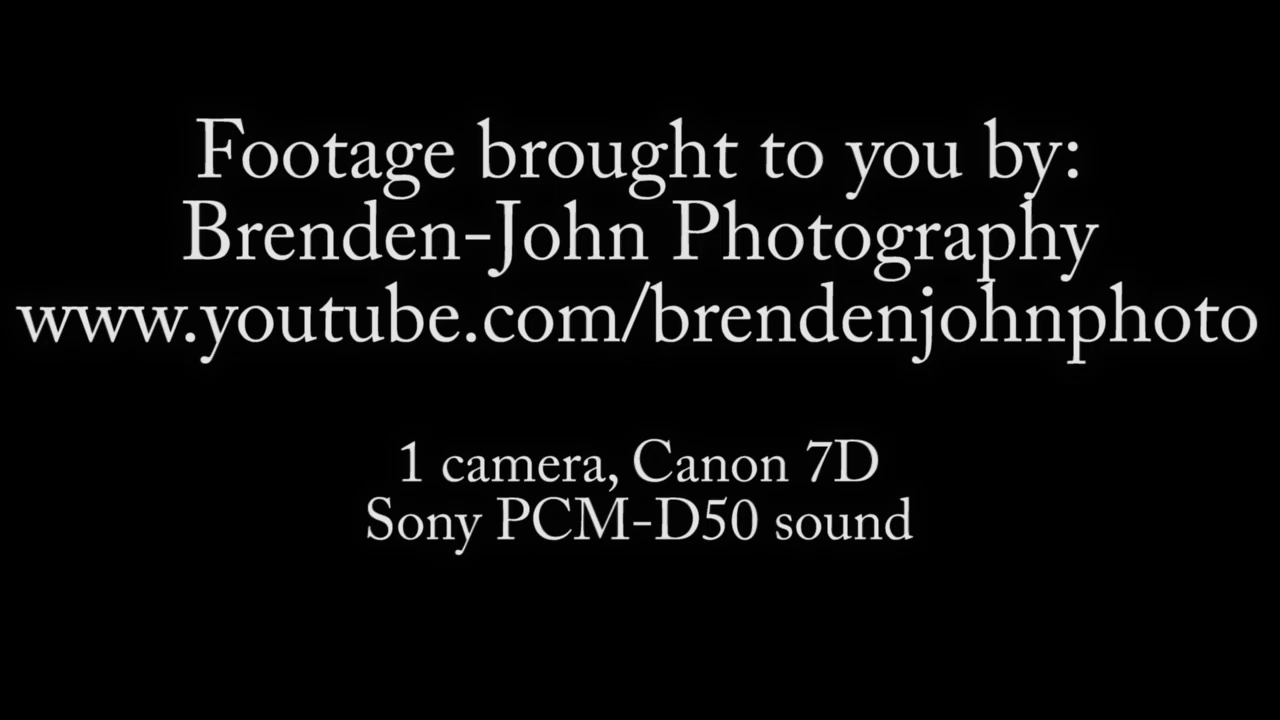 Footage brought to you by:
Brenden-John Photography
www.youtube.com/brendenjohnphoto
1 camera, Canon 7D
Sony PCM-D50 sound